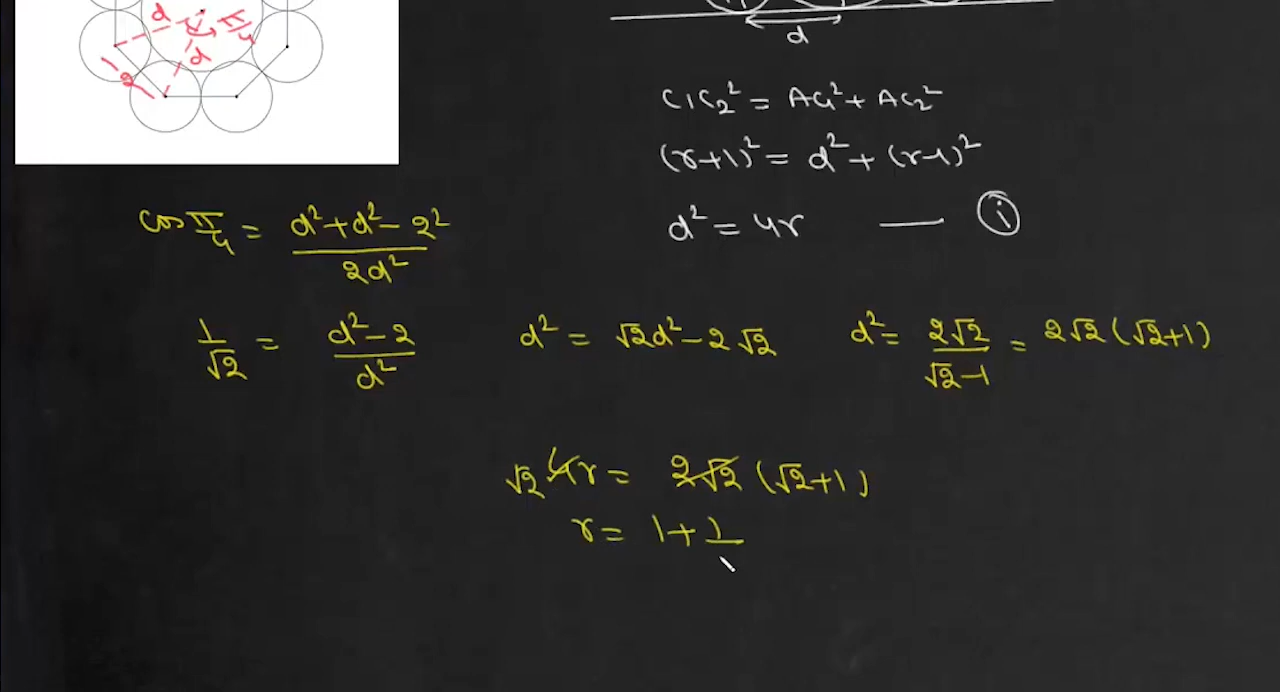 d π/4
d
2
d
C1C2² = AC1² + AC2²
(r+1)² = d² + (r-1)²
d² = 4r —— (i)
cos π/4 = (d² + d² - 2²)/(2d²)
1/√2 = (d² - 2)/d² d² = √2d² - 2√2 d² = 2√2/(√2-1) = 2√2(√2+1)
√2 4r = 2√2(√2+1)
r = 1 + 1/